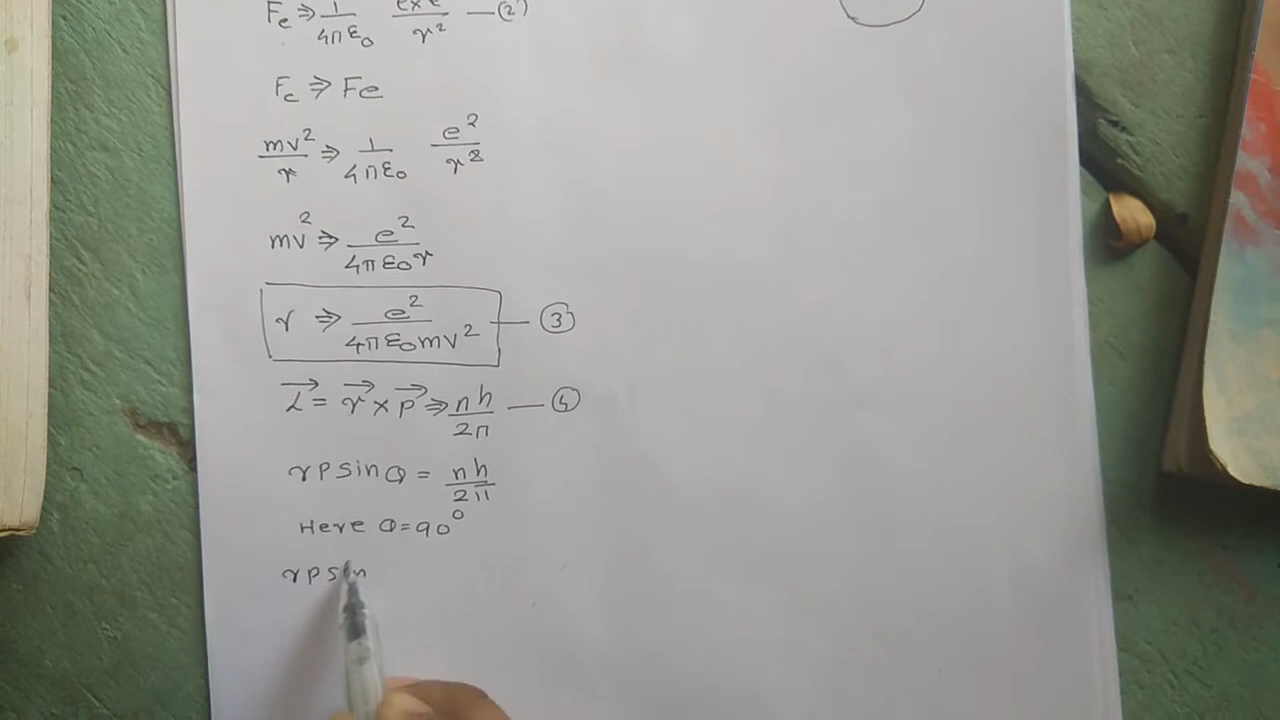 Fe ⇒ 1/4πε₀ e×e/r² —②
Fc ⇒ Fe
mv²/r ⇒ 1/4πε₀ e²/r²
mv² ⇒ e²/4πε₀r
r ⇒ e²/4πε₀mv² — ③
L⃗ = r⃗ × p⃗ ⇒ nh/2π — ④
rp sinθ = nh/2π
Here θ=90°
rp sin